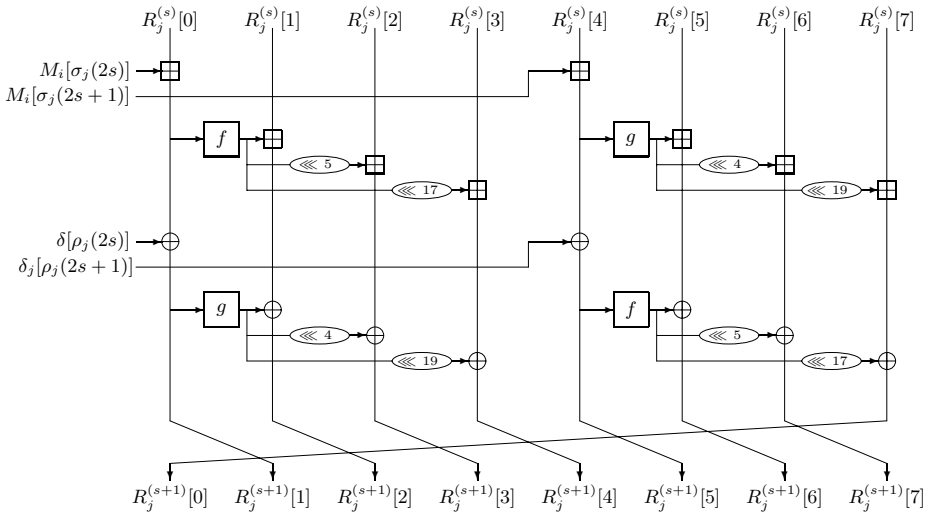 R_j^{(s)}[0] R_j^{(s)}[1] R_j^{(s)}[2] R_j^{(s)}[3] R_j^{(s)}[4] R_j^{(s)}[5] R_j^{(s)}[6] R_j^{(s)}[7]
M_i[σ_j(2s)]
M_i[σ_j(2s + 1)]
f g
⋘ 5 ⋘ 4
⋘ 17 ⋘ 19
δ[ρ_j(2s)]
δ_j[ρ_j(2s + 1)]
g f
⋘ 4 ⋘ 5
⋘ 19 ⋘ 17
R_j^{(s+1)}[0] R_j^{(s+1)}[1] R_j^{(s+1)}[2] R_j^{(s+1)}[3] R_j^{(s+1)}[4] R_j^{(s+1)}[5] R_j^{(s+1)}[6] R_j^{(s+1)}[7]